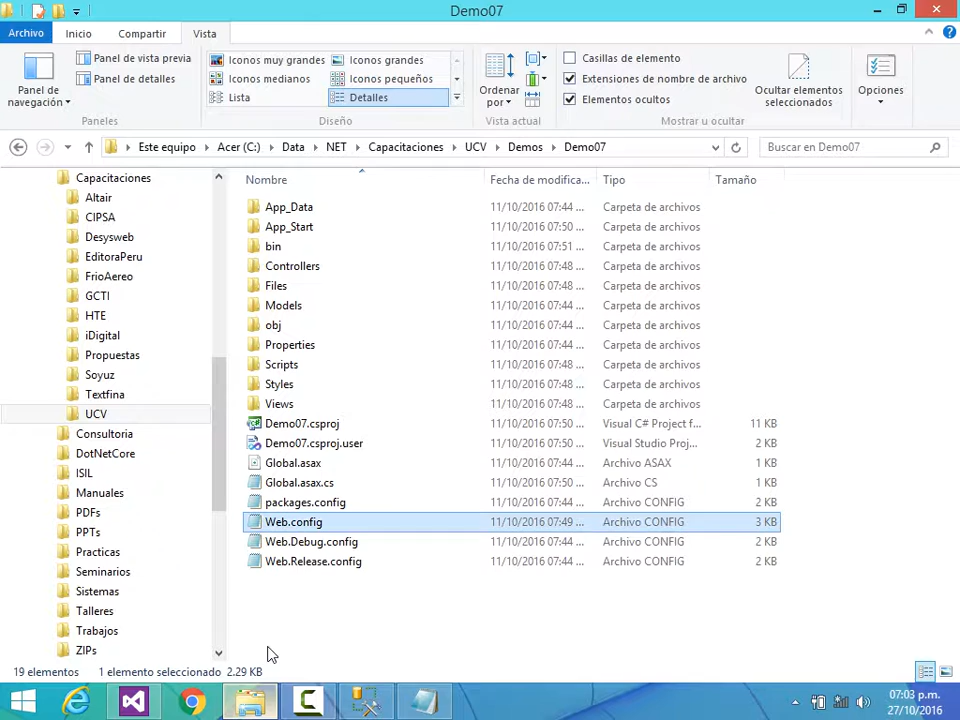 Demo07
Archivo Inicio Compartir Vista
Panel de navegación
Panel de vista previa
Panel de detalles
Paneles
Iconos muy grandes Iconos grandes
Iconos medianos Iconos pequeños
Lista Detalles
Diseño
Ordenar por
Vista actual
Casillas de elemento
Extensiones de nombre de archivo
Elementos ocultos
Ocultar elementos seleccionados
Mostrar u ocultar
Opciones
Este equipo Acer (C:) Data NET Capacitaciones UCV Demos Demo07
Buscar en Demo07
Capacitaciones
Altair
CIPSA
Desysweb
EditoraPeru
FrioAereo
GCTI
HTE
iDigital
Propuestas
Soyuz
Textfina
UCV
Consultoria
DotNetCore
ISIL
Manuales
PDFs
PPTs
Practicas
Seminarios
Sistemas
Talleres
Trabajos
ZIPs
Nombre Fecha de modifica... Tipo Tamaño
App_Data 11/10/2016 07:44 ... Carpeta de archivos
App_Start 11/10/2016 07:50 ... Carpeta de archivos
bin 11/10/2016 07:51 ... Carpeta de archivos
Controllers 11/10/2016 07:48 ... Carpeta de archivos
Files 11/10/2016 07:48 ... Carpeta de archivos
Models 11/10/2016 07:44 ... Carpeta de archivos
obj 11/10/2016 07:44 ... Carpeta de archivos
Properties 11/10/2016 07:44 ... Carpeta de archivos
Scripts 11/10/2016 07:48 ... Carpeta de archivos
Styles 11/10/2016 07:48 ... Carpeta de archivos
Views 11/10/2016 07:44 ... Carpeta de archivos
Demo07.csproj 11/10/2016 07:50 ... Visual C# Project f... 11 KB
Demo07.csproj.user 11/10/2016 07:50 ... Visual Studio Proj... 2 KB
Global.asax 11/10/2016 07:44 ... Archivo ASAX 1 KB
Global.asax.cs 11/10/2016 07:50 ... Archivo CS 1 KB
packages.config 11/10/2016 07:44 ... Archivo CONFIG 2 KB
Web.config 11/10/2016 07:49 ... Archivo CONFIG 3 KB
Web.Debug.config 11/10/2016 07:44 ... Archivo CONFIG 2 KB
Web.Release.config 11/10/2016 07:44 ... Archivo CONFIG 2 KB
19 elementos 1 elemento seleccionado 2.29 KB
07:03 p.m.
27/10/2016